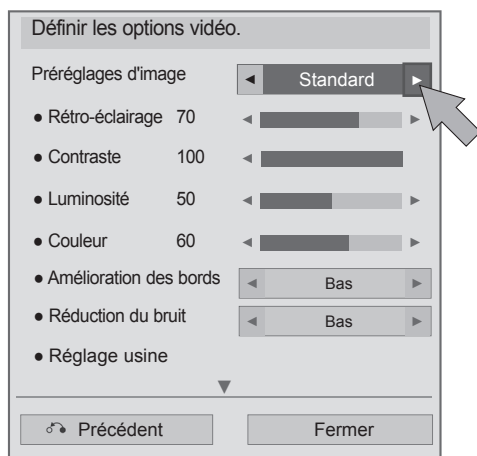 Définir les options vidéo.
Préréglages d'image ◄ Standard ►
● Rétro-éclairage 70 ◄ ►
● Contraste 100 ◄
● Luminosité 50 ◄ ►
● Couleur 60 ◄ ►
● Amélioration des bords ◄ Bas ►
● Réduction du bruit ◄ Bas ►
● Réglage usine
▼
Précédent Fermer